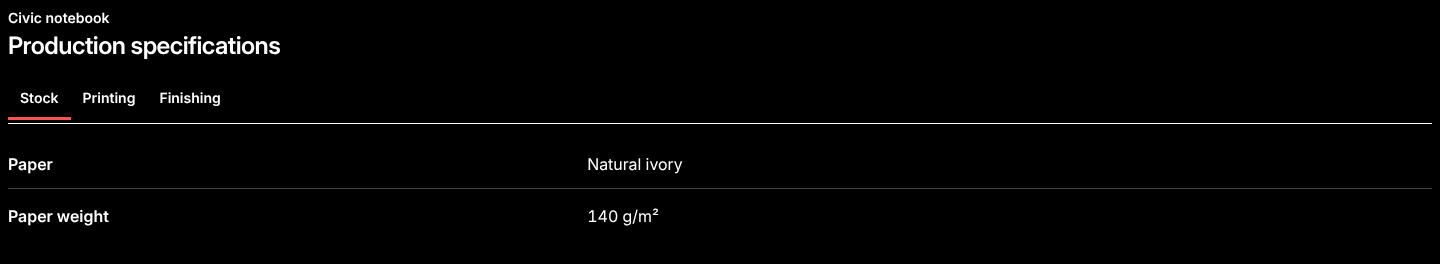 Civic notebook
Production specifications
Stock Printing Finishing
Paper Natural ivory
Paper weight 140 g/m²